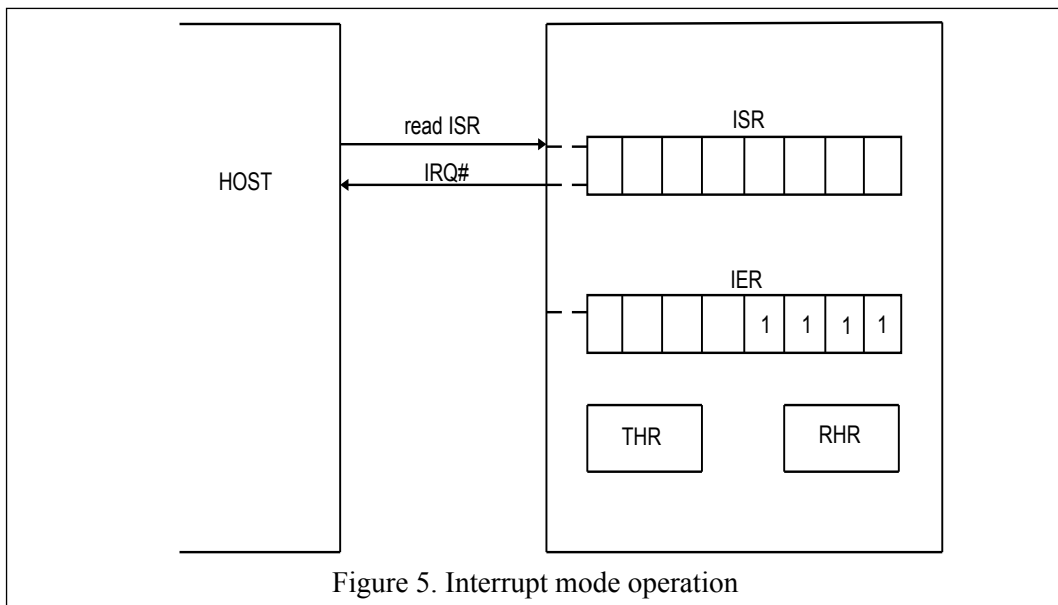 read ISR
ISR
HOST
IRQ#
IER
1 1 1 1
THR
RHR
Figure 5. Interrupt mode operation